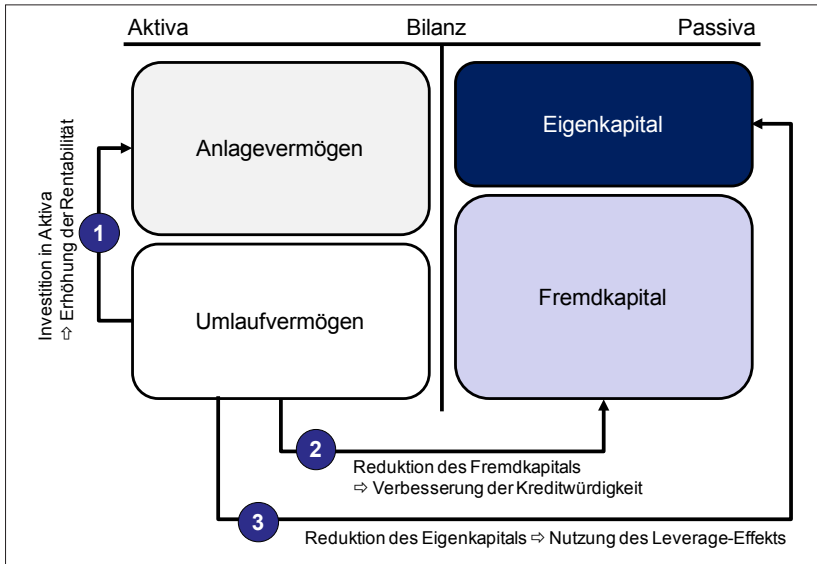 Aktiva Bilanz Passiva
Anlagevermögen
Eigenkapital
Investition in Aktiva
⇨ Erhöhung der Rentabilität
1
Umlaufvermögen
Fremdkapital
2
Reduktion des Fremdkapitals
⇨ Verbesserung der Kreditwürdigkeit
3
Reduktion des Eigenkapitals ⇨ Nutzung des Leverage-Effekts